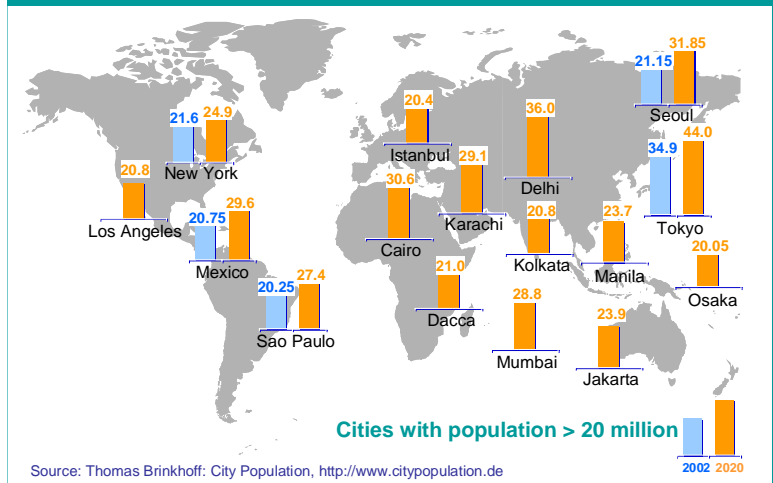 21.15 31.85
Seoul
21.6 24.9
New York
20.4
Istanbul
36.0
Delhi
34.9 44.0
Tokyo
20.8
Los Angeles
29.1
Karachi
30.6
Cairo
20.75 29.6
Mexico
20.8
Kolkata
23.7
Manila
20.05
Osaka
20.25 27.4
Sao Paulo
21.0
Dacca
28.8
Mumbai
23.9
Jakarta
Cities with population > 20 million
2002 2020
Source: Thomas Brinkhoff: City Population, http://www.citypopulation.de